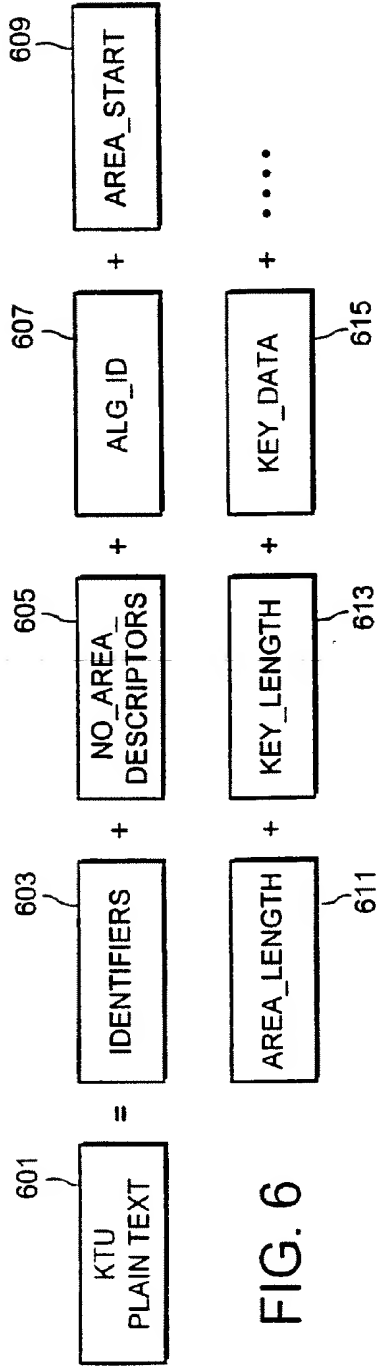 601 603 605 607 609
KTU PLAIN TEXT = IDENTIFIERS + NO_AREA_ DESCRIPTORS + ALG_ID + AREA_START
AREA_LENGTH + KEY_LENGTH + KEY_DATA + ....
611 613 615
FIG. 6